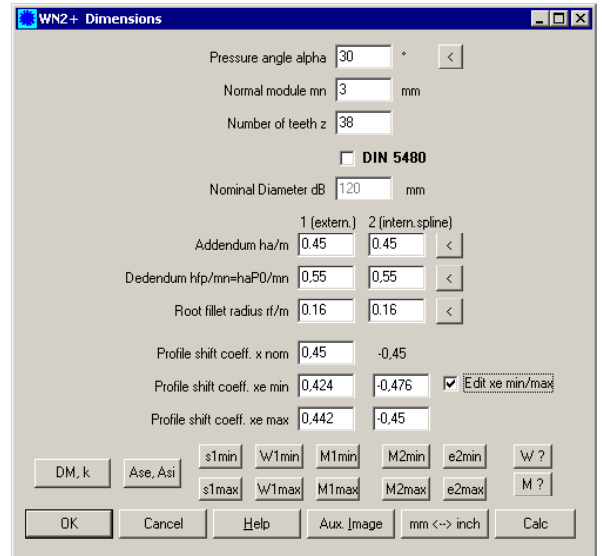 WN2+ Dimensions
Pressure angle alpha 30 ° <
Normal module mn 3 mm
Number of teeth z 38
DIN 5480
Nominal Diameter dB 120 mm
1 (extern.) 2 (intern.spline)
Addendum ha/m 0.45 0.45 <
Dedendum hfp/mn=haP0/mn 0,55 0,55 <
Root fillet radius rf/m 0.16 0.16 <
Profile shift coeff. x nom 0,45 -0,45
Profile shift coeff. xe min 0,424 -0,476 Edit xe min/max
Profile shift coeff. xe max 0,442 -0,45
DM, k Ase, Asi s1min W1min M1min M2min e2min W ?
s1max W1max M1max M2max e2max M ?
OK Cancel Help Aux. Image mm <--> inch Calc